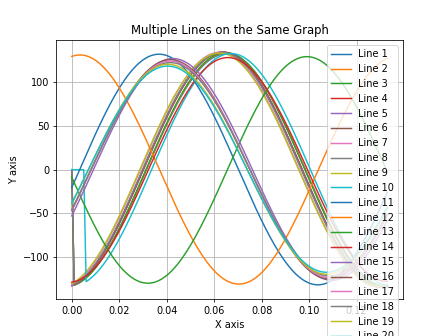 Multiple Lines on the Same Graph
Y axis
100
50
0
−50
−100
0.00
0.02
0.04
0.06
0.08
0.10
X axis
Line 1
Line 2
Line 3
Line 4
Line 5
Line 6
Line 7
Line 8
Line 9
Line 10
Line 11
Line 12
Line 13
Line 14
Line 15
Line 16
Line 17
Line 18
Line 19
Line 20